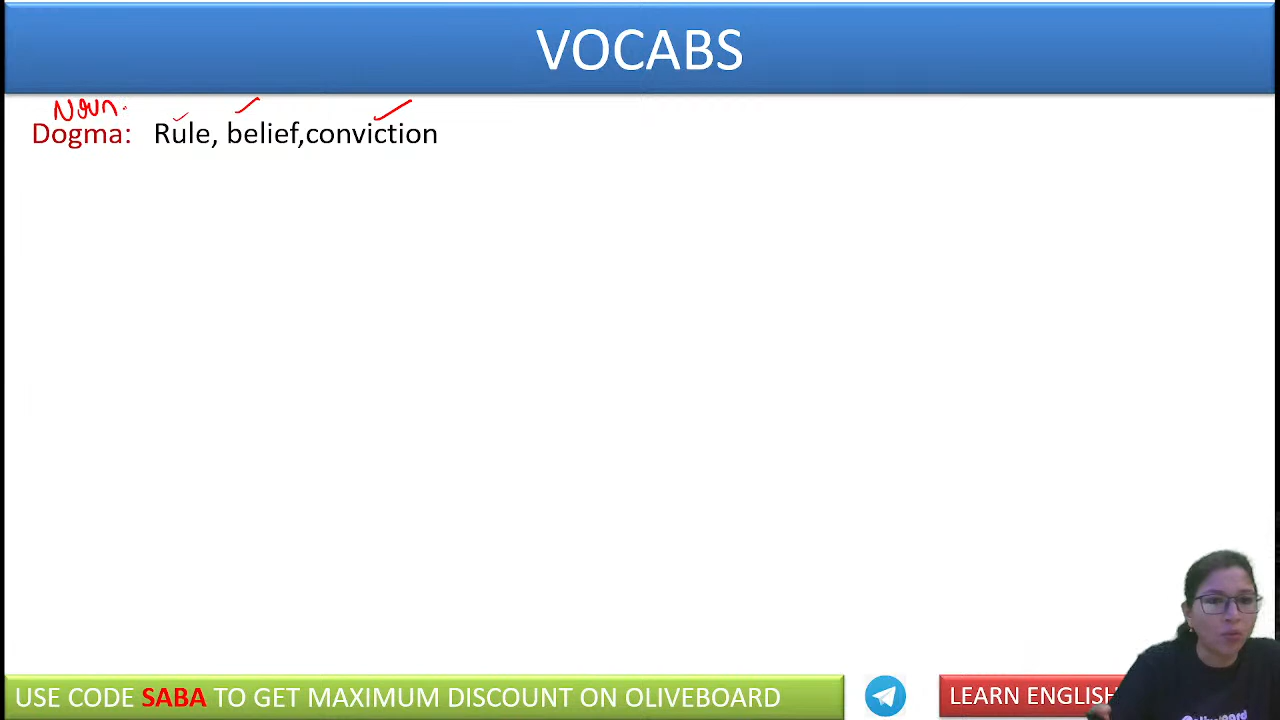 VOCABS
Noun.
Dogma: Rule, belief,conviction
USE CODE SABA TO GET MAXIMUM DISCOUNT ON OLIVEBOARD
LEARN ENGLISH